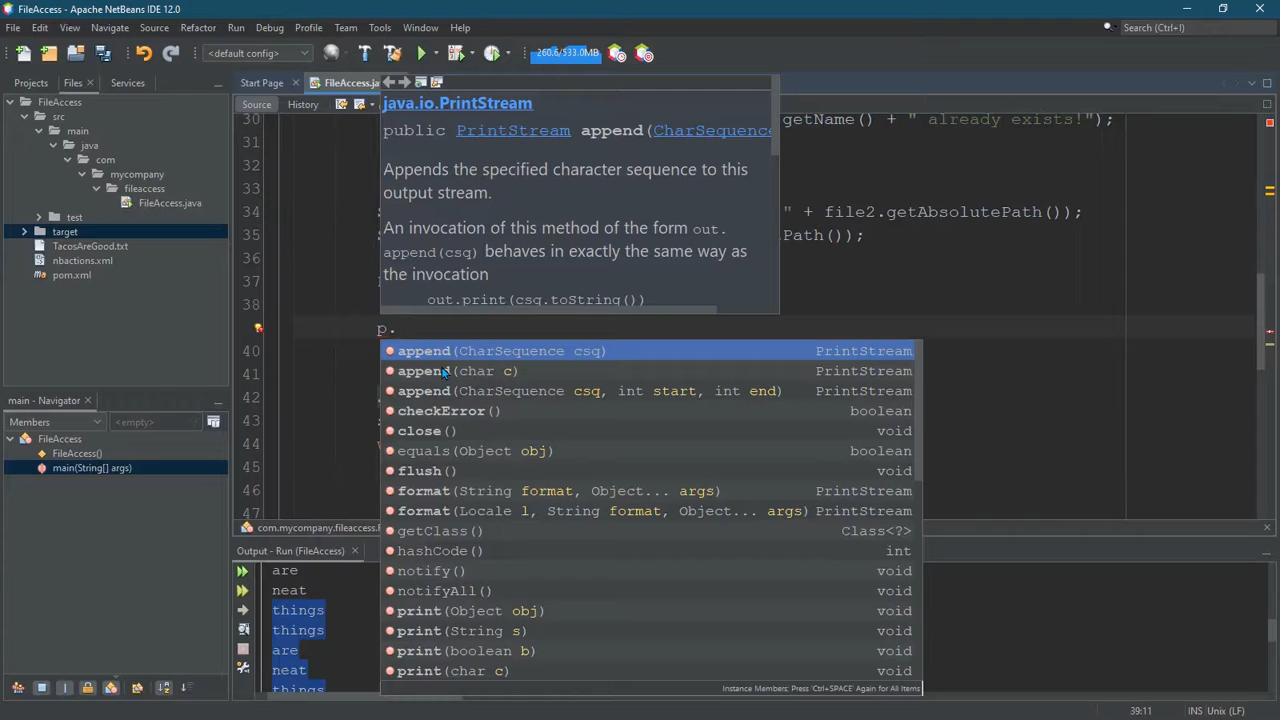 FileAccess - Apache NetBeans IDE 12.0
File Edit View Navigate Source Refactor Run Debug Profile Team Tools Window Help
Search (Ctrl+I)
<default config>
260.6/533.0MB
Projects Files Services
Start Page FileAccess.ja
Source History
FileAccess
src
main
java
com
mycompany
fileaccess
FileAccess.java
test
target
TacosAreGood.txt
nbactions.xml
pom.xml
main - Navigator
Members <empty>
FileAccess
FileAccess()
main(String[] args)
30 getName() + " already exists!");
31
32
33
34 " + file2.getAbsolutePath());
35 Path());
36
37
38
p.
40
41
42
43
44
45
46
47
java.io.PrintStream
public PrintStream append(CharSequence
Appends the specified character sequence to this
output stream.
An invocation of this method of the form out.
append(csq) behaves in exactly the same way as
the invocation
out.print(csq.toString())
append(CharSequence csq) PrintStream
append(char c) PrintStream
append(CharSequence csq, int start, int end) PrintStream
checkError() boolean
close() void
equals(Object obj) boolean
flush() void
format(String format, Object... args) PrintStream
format(Locale l, String format, Object... args) PrintStream
getClass() Class<?>
hashCode() int
notify() void
notifyAll() void
print(Object obj) void
print(String s) void
print(boolean b) void
print(char c) void
Instance Members; Press 'Ctrl+SPACE' Again for All Items
com.mycompany.fileaccess.
Output - Run (FileAccess)
are
neat
things
things
are
neat
things
39:11 INS Unix (LF)